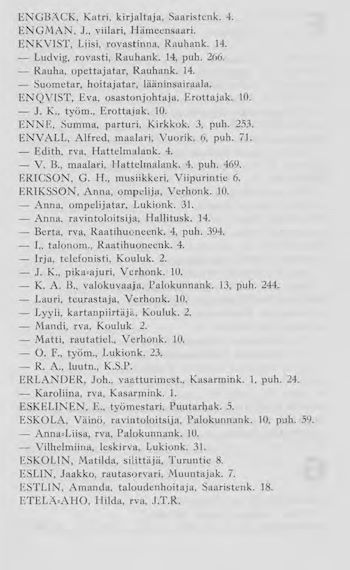 ENGBÄCK, Katri, kirjaltaja, Saaristenk. 4.
ENGMAN, J., viilari, Hämeensaari.
ENKVIST, Liisi, rovastinna, Rauhank. 14.
— Ludvig, rovasti, Rauhank. 14, puh. 266.
— Rauha, opettajatar, Rauhank. 14.
— Suometar, hoitajatar, lääninsairaala.
ENQVIST, Eva, osastonjohtaja, Erottajak. 10.
— J. K., työm., Erottajak. 10.
ENNE, Summa, parturi, Kirkkok. 3, puh. 253.
ENVALL, Alfred, maalari, Vuorik. 6, puh. 71.
— Edith, rva, Hattelmalank. 4.
— V. B., maalari, Hattelmalank. 4, puh. 469.
ERICSON, G. H., musiikkeri, Viipurintie 6.
ERIKSSON, Anna, ompelija, Verhonk. 10.
— Anna, ompelijatar, Lukionk. 31.
— Anna, ravintoloitsija, Hallitusk. 14.
— Berta, rva, Raatihuoneenk. 4, puh. 394.
— I., talonom., Raatihuoneenk. 4.
— Irja, telefonisti, Kouluk. 2.
— J. K., pika-ajuri, Verhonk. 10.
— K. A. B., valokuvaaja, Palokunnank. 13, puh. 244.
— Lauri, teurastaja, Verhonk. 10.
— Lyyli, kartanpiirtäjä, Kouluk. 2.
— Mandi, rva, Kouluk. 2.
— Matti, rautatiel., Verhonk. 10.
— O. F., työm., Lukionk. 23.
— R. A., luutn., K.S.P.
ERLANDER, Joh., vaatturimest., Kasarmink. 1, puh. 24.
— Karoliina, rva, Kasarmink. 1.
ESKELINEN, E., työmestari, Puutarhak. 5.
ESKOLA, Väinö, ravintoloitsija, Palokunnank. 10, puh. 59.
— Anna-Liisa, rva, Palokunnank. 10.
— Vilhelmiina, leskirva, Lukionk. 31.
ESKOLIN, Matilda, silittäjä, Turuntie 8.
ESLIN, Jaakko, rautasorvari, Muuntajak. 7.
ESTLIN, Amanda, taloudenhoitaja, Saaristenk. 18.
ETELÄ-AHO, Hilda, rva, J.T.R.